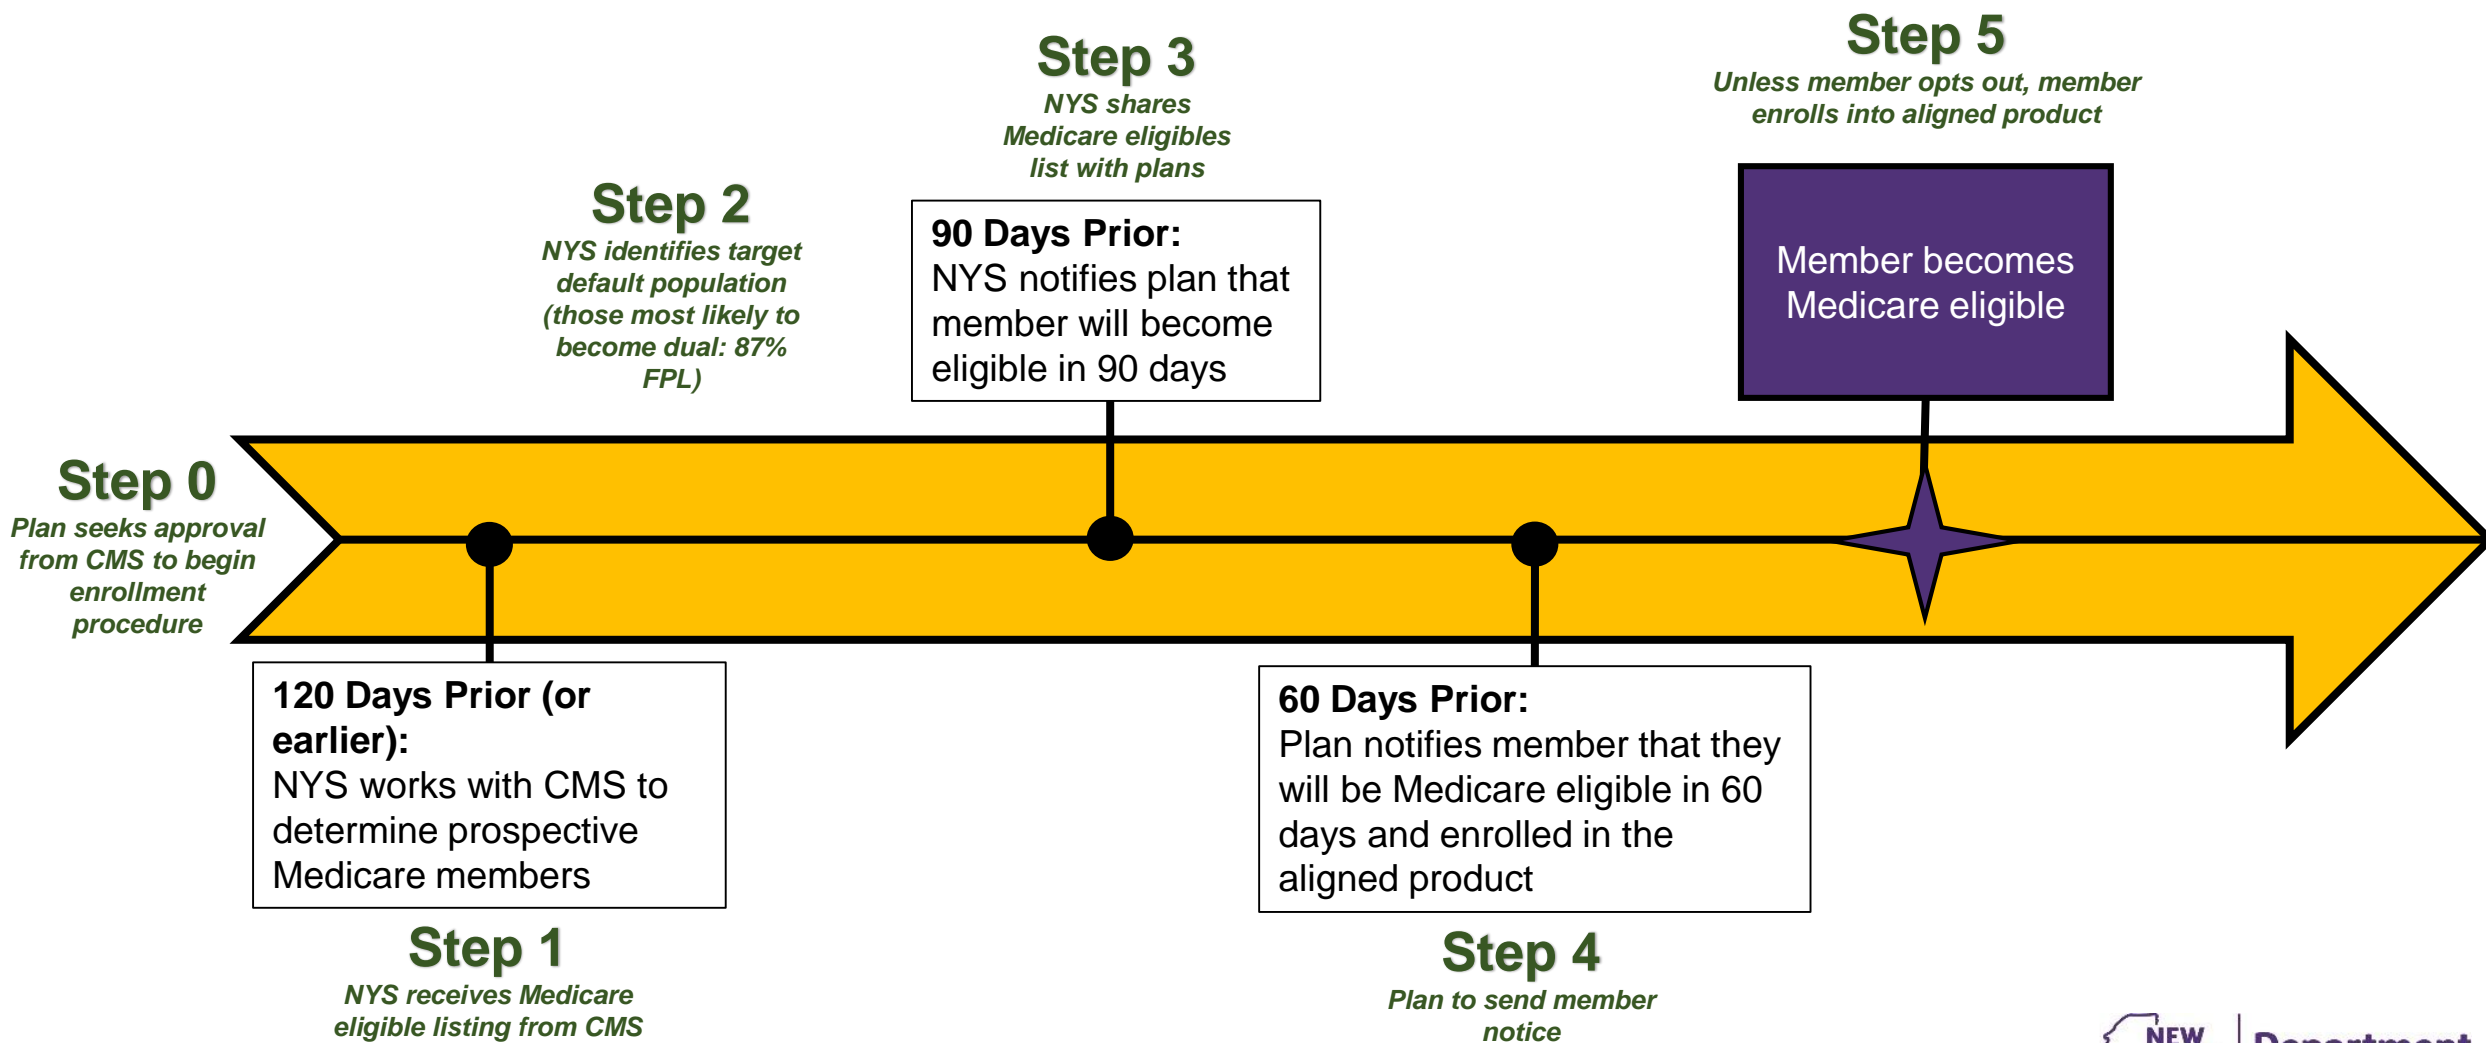 Step 0
Plan seeks approval
from CMS to begin
enrollment
procedure
120 Days Prior (or
earlier):
NYS works with CMS to
determine prospective
Medicare members
Step 1
NYS receives Medicare
eligible listing from CMS
Step 2
NYS identifies target
default population
(those most likely to
become dual: 87%
FPL)
Step 3
NYS shares
Medicare eligibles
list with plans
90 Days Prior:
NYS notifies plan that
member will become
eligible in 90 days
60 Days Prior:
Plan notifies member that they
will be Medicare eligible in 60
days and enrolled in the
aligned product
Step 4
Plan to send member
notice
Step 5
Unless member opts out, member
enrolls into aligned product
Member becomes
Medicare eligible
NEW
Department